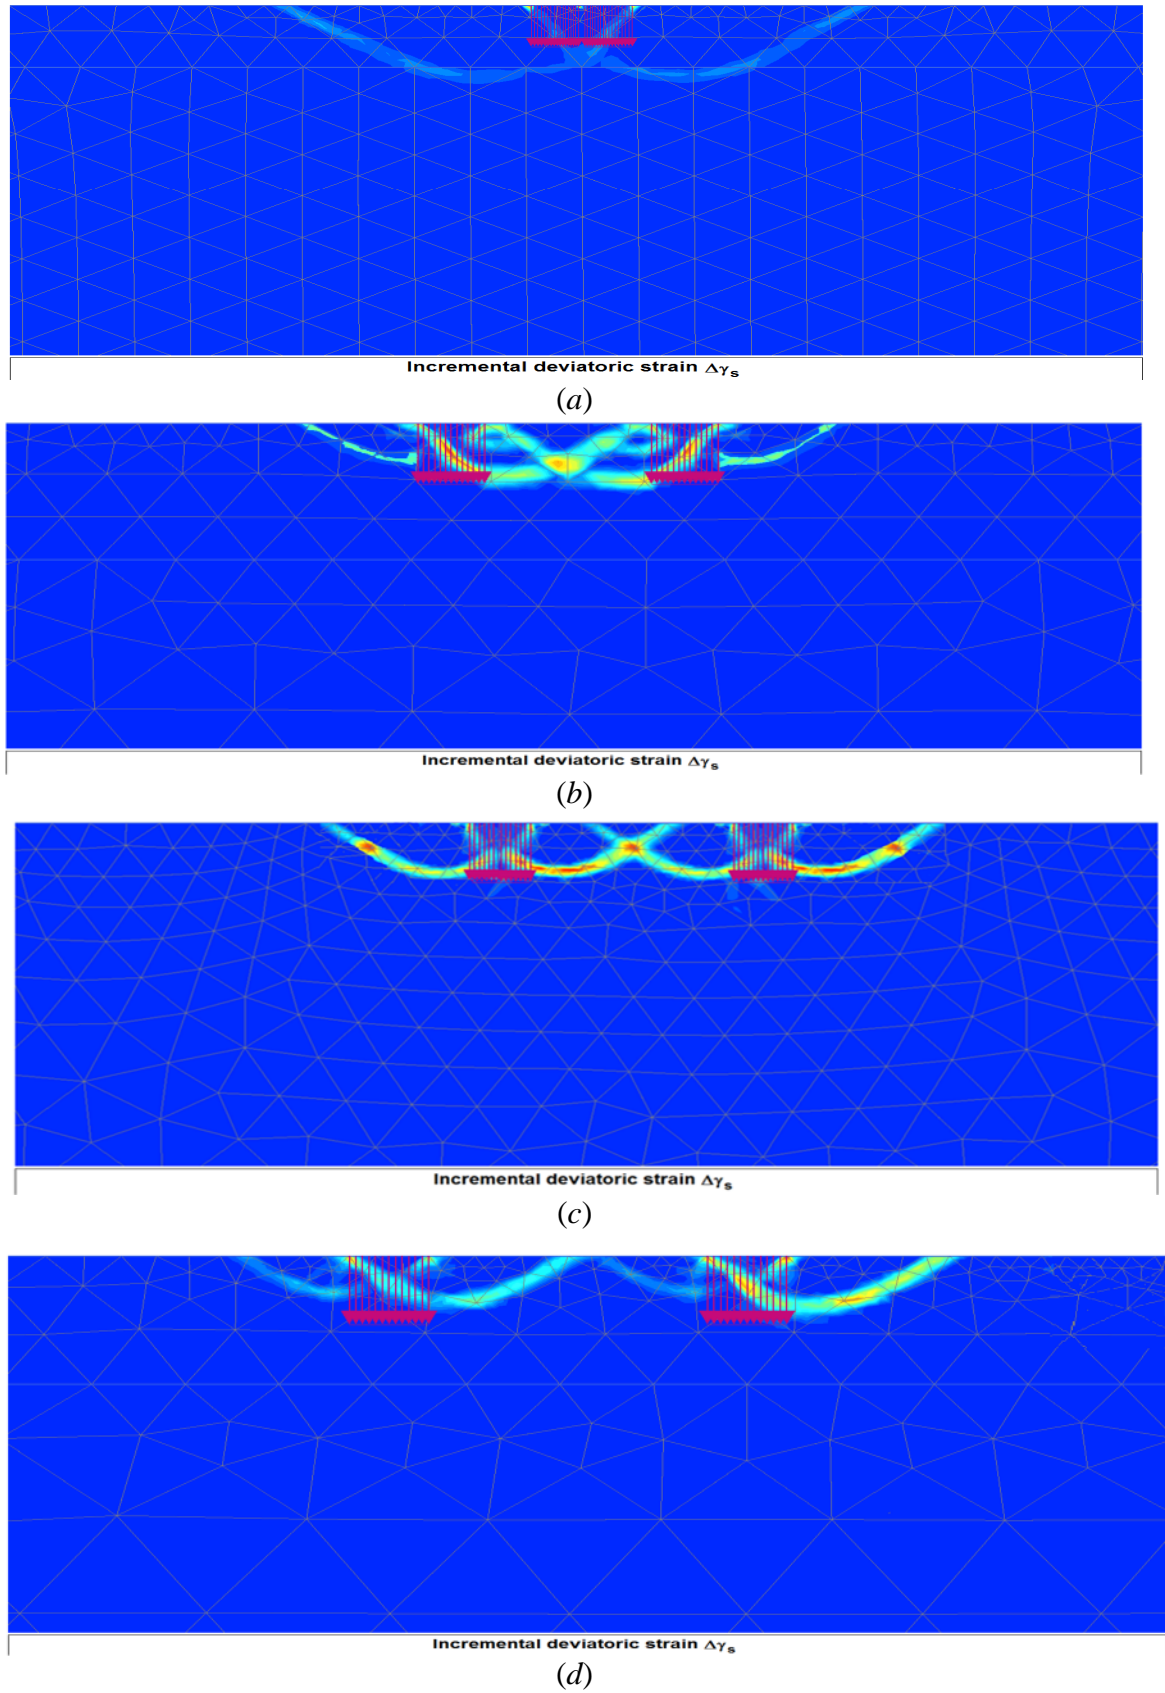 Incremental deviatoric strain Δγs
(a)
Incremental deviatoric strain Δγs
(b)
Incremental deviatoric strain Δγs
(c)
Incremental deviatoric strain Δγs
(d)